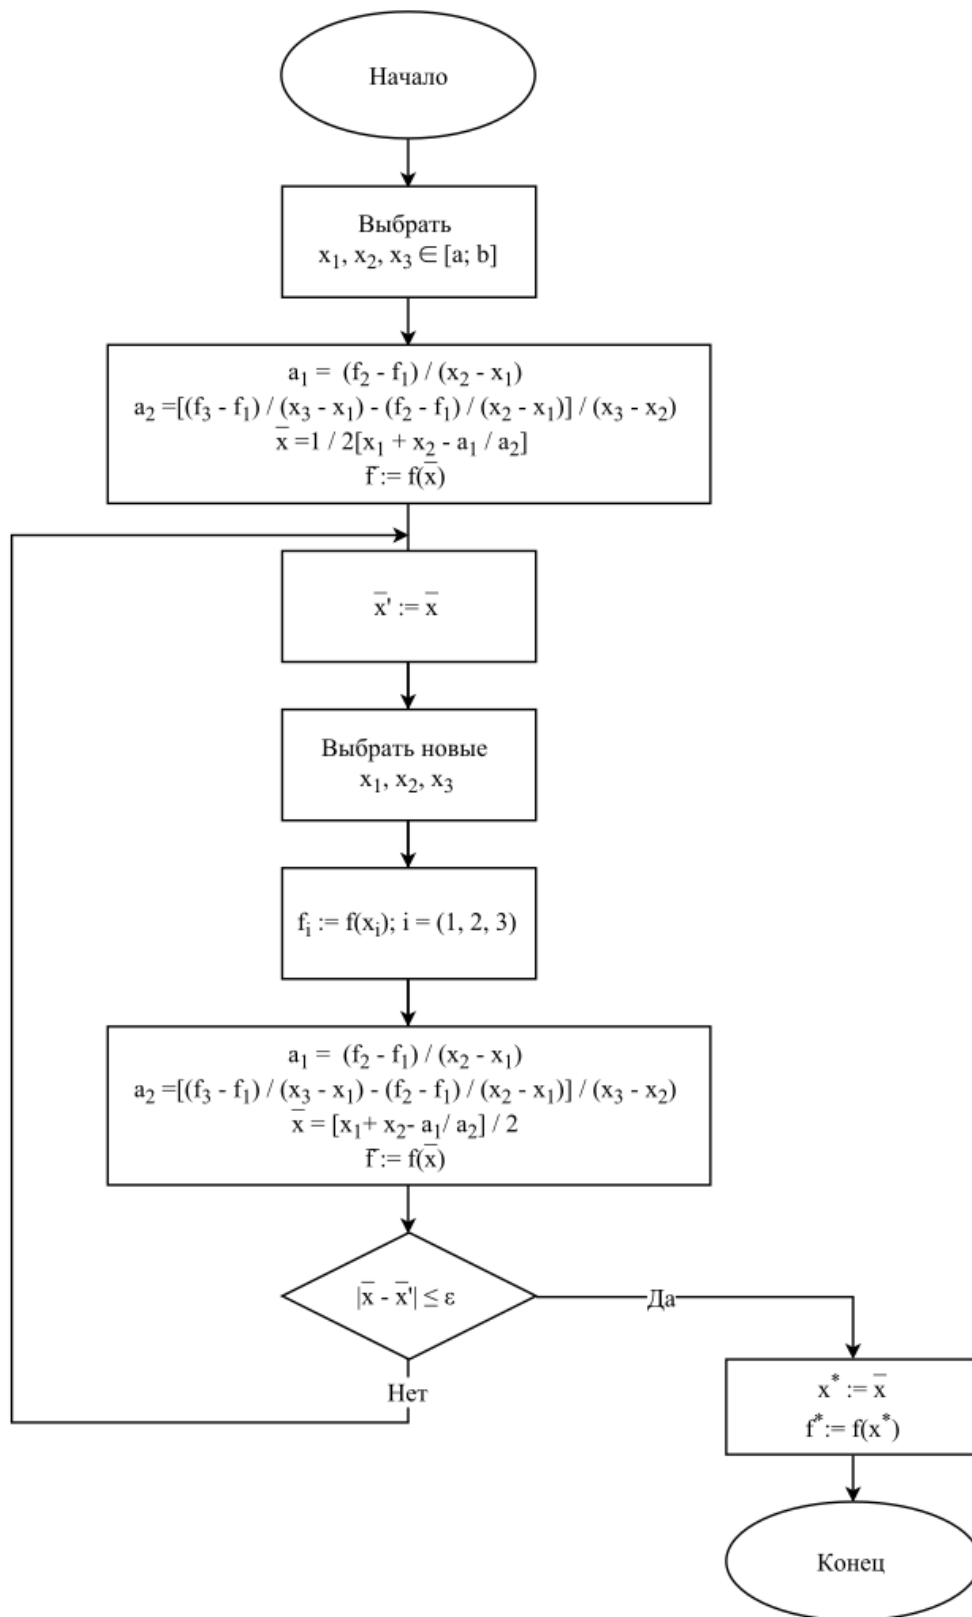 Начало
Выбрать
x₁, x₂, x₃ ∈ [a; b]
a₁ = (f₂ - f₁) / (x₂ - x₁)
a₂ =[(f₃ - f₁) / (x₃ - x₁) - (f₂ - f₁) / (x₂ - x₁)] / (x₃ - x₂)
x̅ =1 / 2[x₁ + x₂ - a₁ / a₂]
f̅ := f(x̅)
x̅' := x̅
Выбрать новые
x₁, x₂, x₃
fᵢ := f(xᵢ); i = (1, 2, 3)
a₁ = (f₂ - f₁) / (x₂ - x₁)
a₂ =[(f₃ - f₁) / (x₃ - x₁) - (f₂ - f₁) / (x₂ - x₁)] / (x₃ - x₂)
x̅ = [x₁+ x₂- a₁/ a₂] / 2
f̅ := f(x̅)
|x̅ - x̅'| ≤ ε
Да
Нет
x* := x̅
f*:= f(x*)
Конец